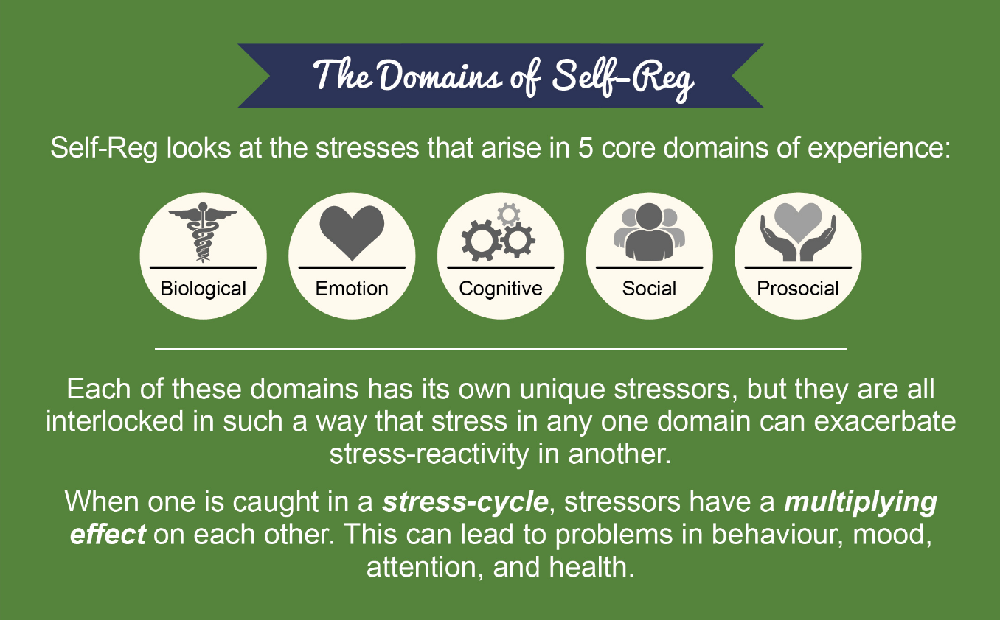 The Domains of Self-Reg
Self-Reg looks at the stresses that arise in 5 core domains of experience:
Biological
Emotion
Cognitive
Social
Prosocial
Each of these domains has its own unique stressors, but they are all
interlocked in such a way that stress in any one domain can exacerbate
stress-reactivity in another.
When one is caught in a stress-cycle, stressors have a multiplying
effect on each other. This can lead to problems in behaviour, mood,
attention, and health.